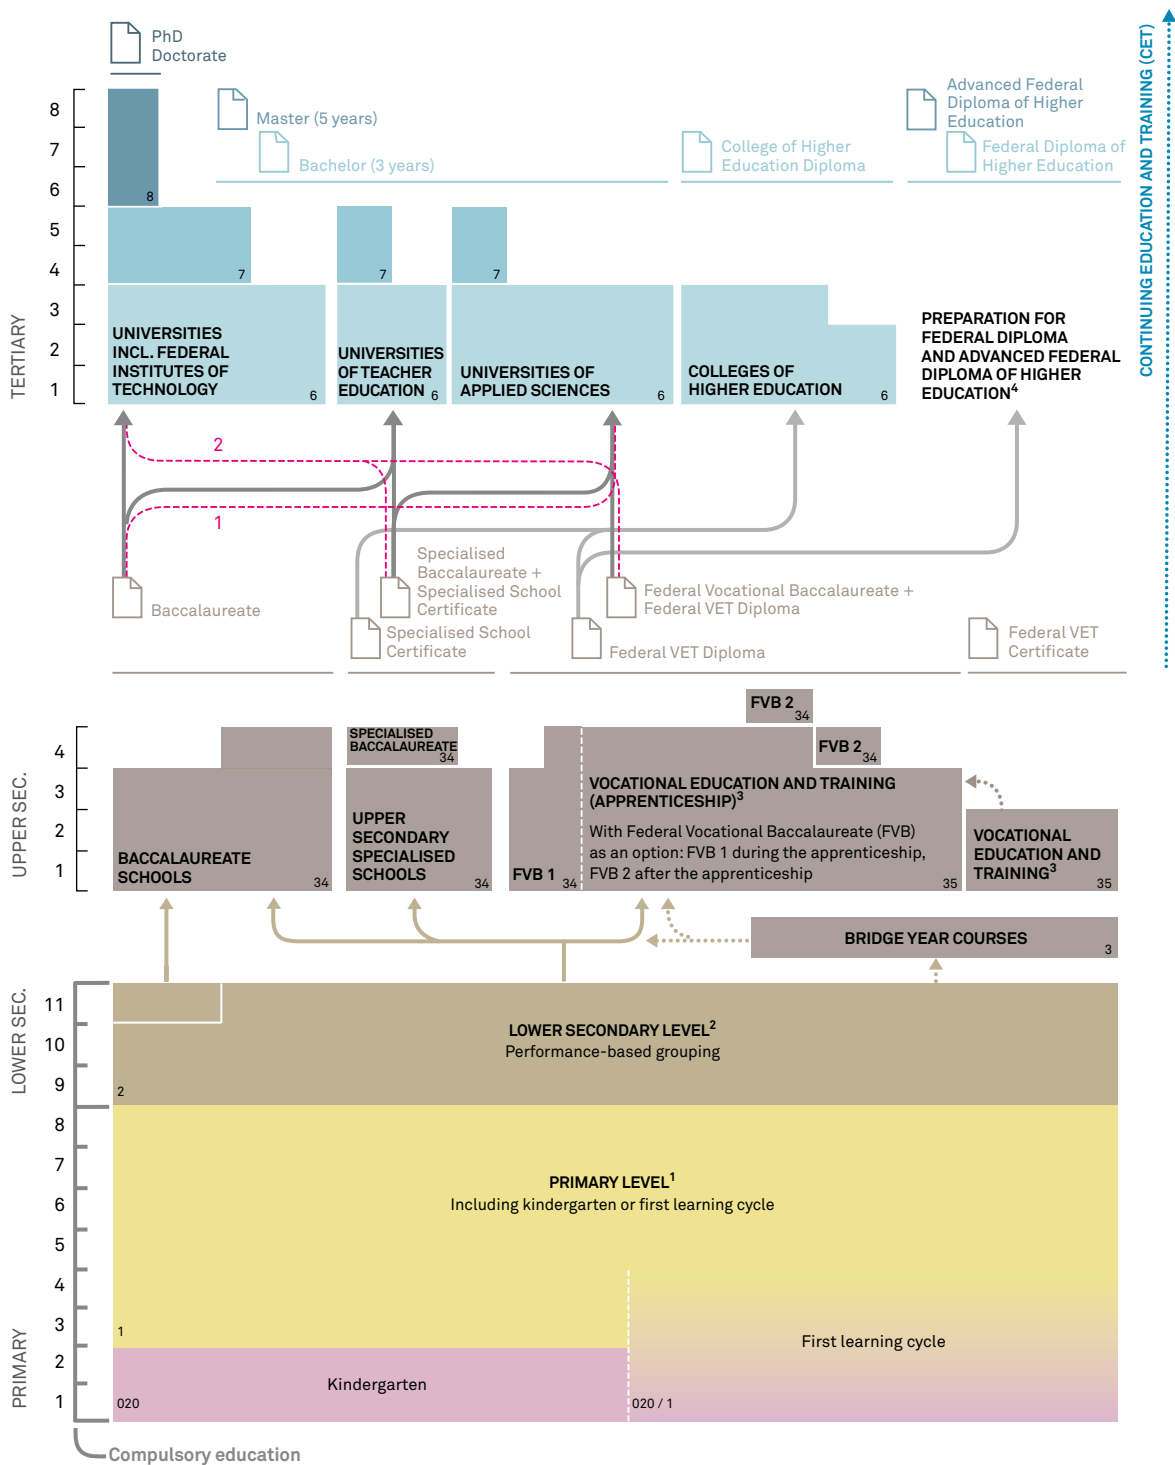 PhD
Doctorate
CONTINUING EDUCATION AND TRAINING (CET)
Master (5 years)
Bachelor (3 years)
College of Higher
Education Diploma
Advanced Federal
Diploma of Higher
Education
Federal Diploma of
Higher Education
TERTIARY
8
7
6
5
4
3
2
1
8
7
7
7
UNIVERSITIES
INCL. FEDERAL
INSTITUTES OF
TECHNOLOGY
6
UNIVERSITIES
OF TEACHER
EDUCATION
6
UNIVERSITIES OF
APPLIED SCIENCES
6
COLLEGES OF
HIGHER EDUCATION
6
PREPARATION FOR
FEDERAL DIPLOMA
AND ADVANCED FEDERAL
DIPLOMA OF HIGHER
EDUCATION⁴
2
1
Baccalaureate
Specialised
Baccalaureate +
Specialised School
Certificate
Specialised School
Certificate
Federal Vocational Baccalaureate +
Federal VET Diploma
Federal VET Diploma
Federal VET
Certificate
UPPER SEC.
4
3
2
1
BACCALAUREATE
SCHOOLS
34
SPECIALISED
BACCALAUREATE
34
UPPER
SECONDARY
SPECIALISED
SCHOOLS
34
FVB 1
34
FVB 2
34
FVB 2
34
VOCATIONAL EDUCATION AND TRAINING
(APPRENTICESHIP)³
With Federal Vocational Baccalaureate (FVB)
as an option: FVB 1 during the apprenticeship,
FVB 2 after the apprenticeship
35
VOCATIONAL
EDUCATION AND
TRAINING³
35
BRIDGE YEAR COURSES
3
LOWER SEC.
11
10
9
LOWER SECONDARY LEVEL²
Performance-based grouping
2
PRIMARY
8
7
6
5
4
3
2
1
PRIMARY LEVEL¹
Including kindergarten or first learning cycle
1
First learning cycle
Kindergarten
020
020 / 1
Compulsory education